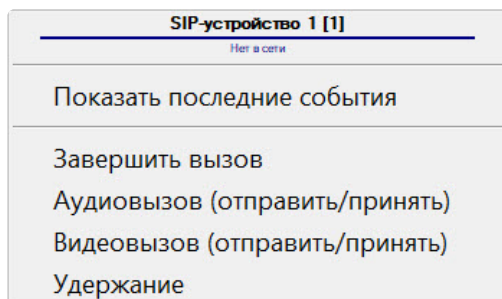 SIP-устройство 1 [1]
Нет в сети
Показать последние события
Завершить вызов
Аудиовызов (отправить/принять)
Видеовызов (отправить/принять)
Удержание